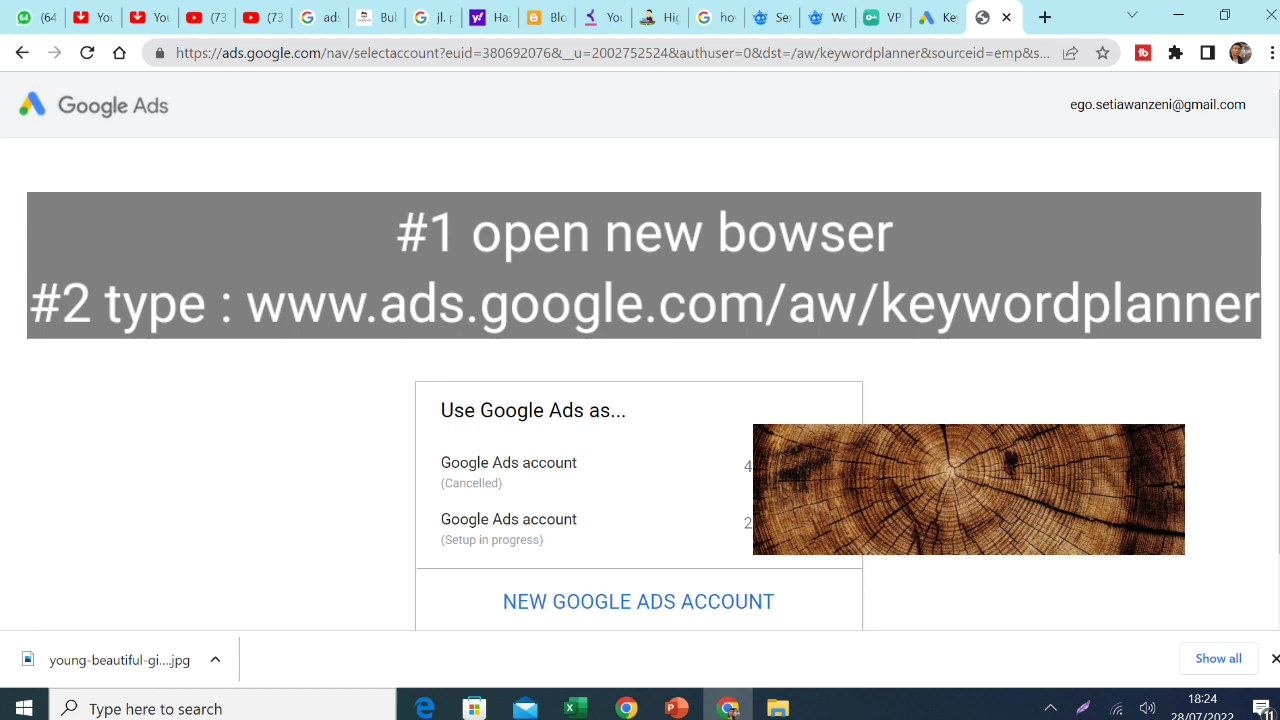 https://ads.google.com/nav/selectaccount?euid=380692076&__u=2002752524&authuser=0&dst=/aw/keywordplanner&sourceid=emp&s...
Google Ads
ego.setiawanzeni@gmail.com
#1 open new bowser
#2 type : www.ads.google.com/aw/keywordplanner
Use Google Ads as...
Google Ads account
4
(Cancelled)
Google Ads account
2
(Setup in progress)
NEW GOOGLE ADS ACCOUNT
young-beautiful-gi....jpg
Show all
Type here to search
18:24
28/07/2022